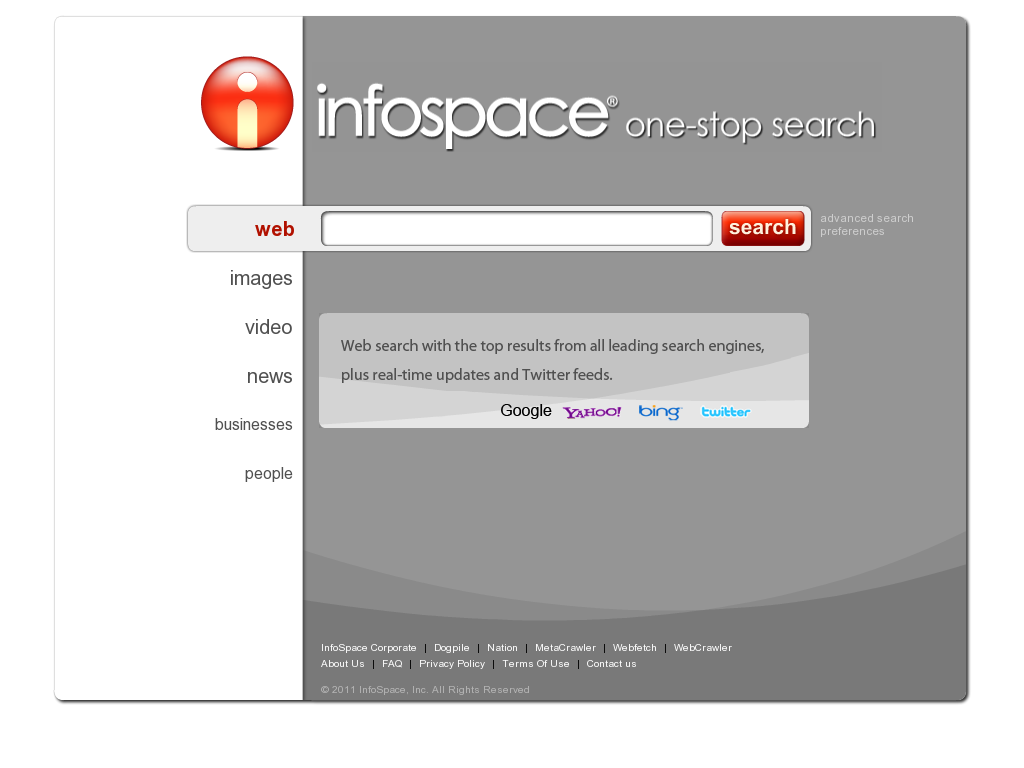 infospace® one-stop search
web search advanced search
preferences
images
video
news
businesses
people
Web search with the top results from all leading search engines,
plus real-time updates and Twitter feeds.
Google YAHOO! bing twitter
InfoSpace Corporate | Dogpile | Nation | MetaCrawler | Webfetch | WebCrawler
About Us | FAQ | Privacy Policy | Terms Of Use | Contact us
© 2011 InfoSpace, Inc. All Rights Reserved